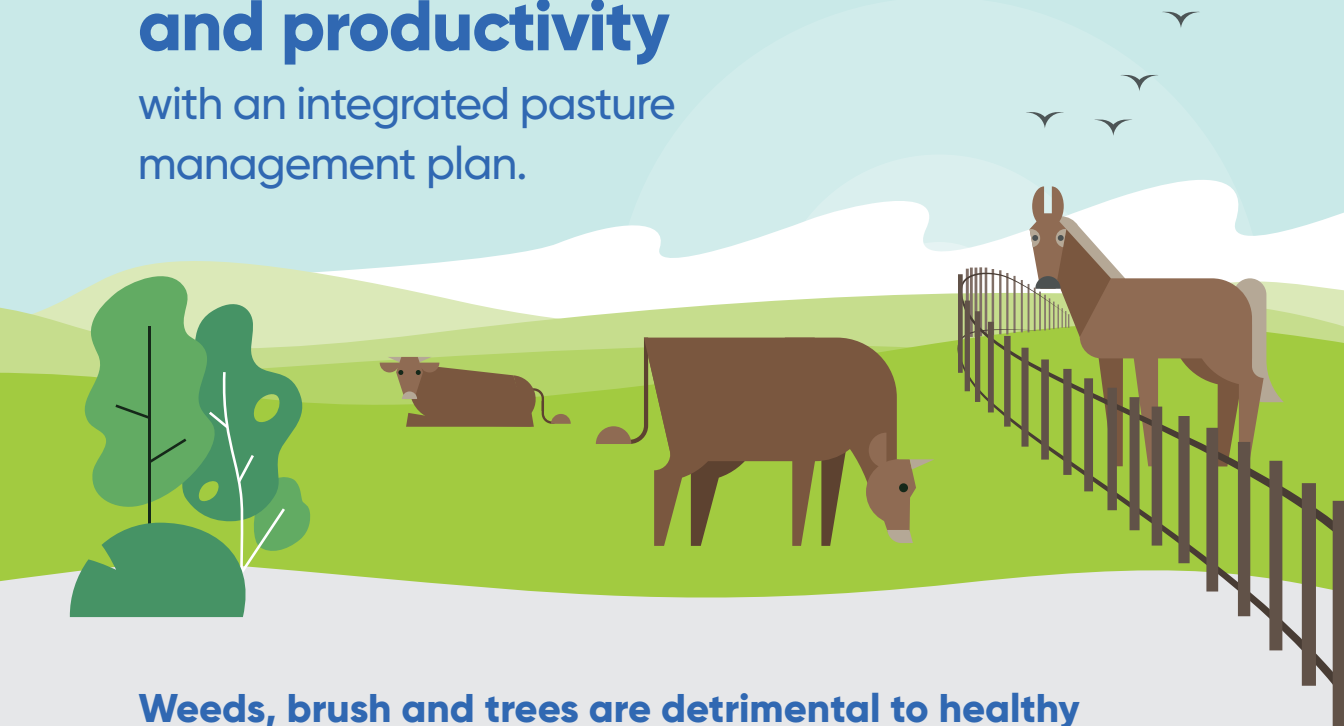 and productivity
with an integrated pasture
management plan.
Weeds, brush and trees are detrimental to healthy